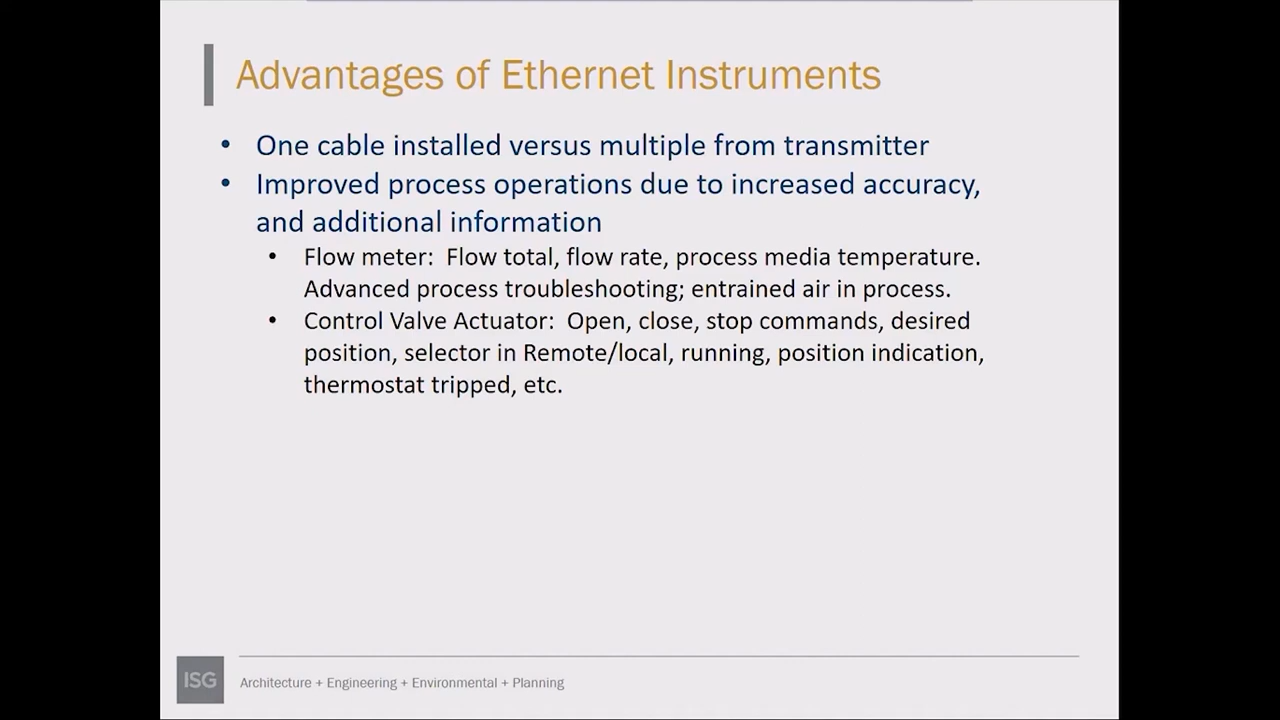 Advantages of Ethernet Instruments
• One cable installed versus multiple from transmitter
• Improved process operations due to increased accuracy,
and additional information
• Flow meter:  Flow total, flow rate, process media temperature.
Advanced process troubleshooting; entrained air in process.
• Control Valve Actuator:  Open, close, stop commands, desired
position, selector in Remote/local, running, position indication,
thermostat tripped, etc.
ISG
Architecture + Engineering + Environmental + Planning